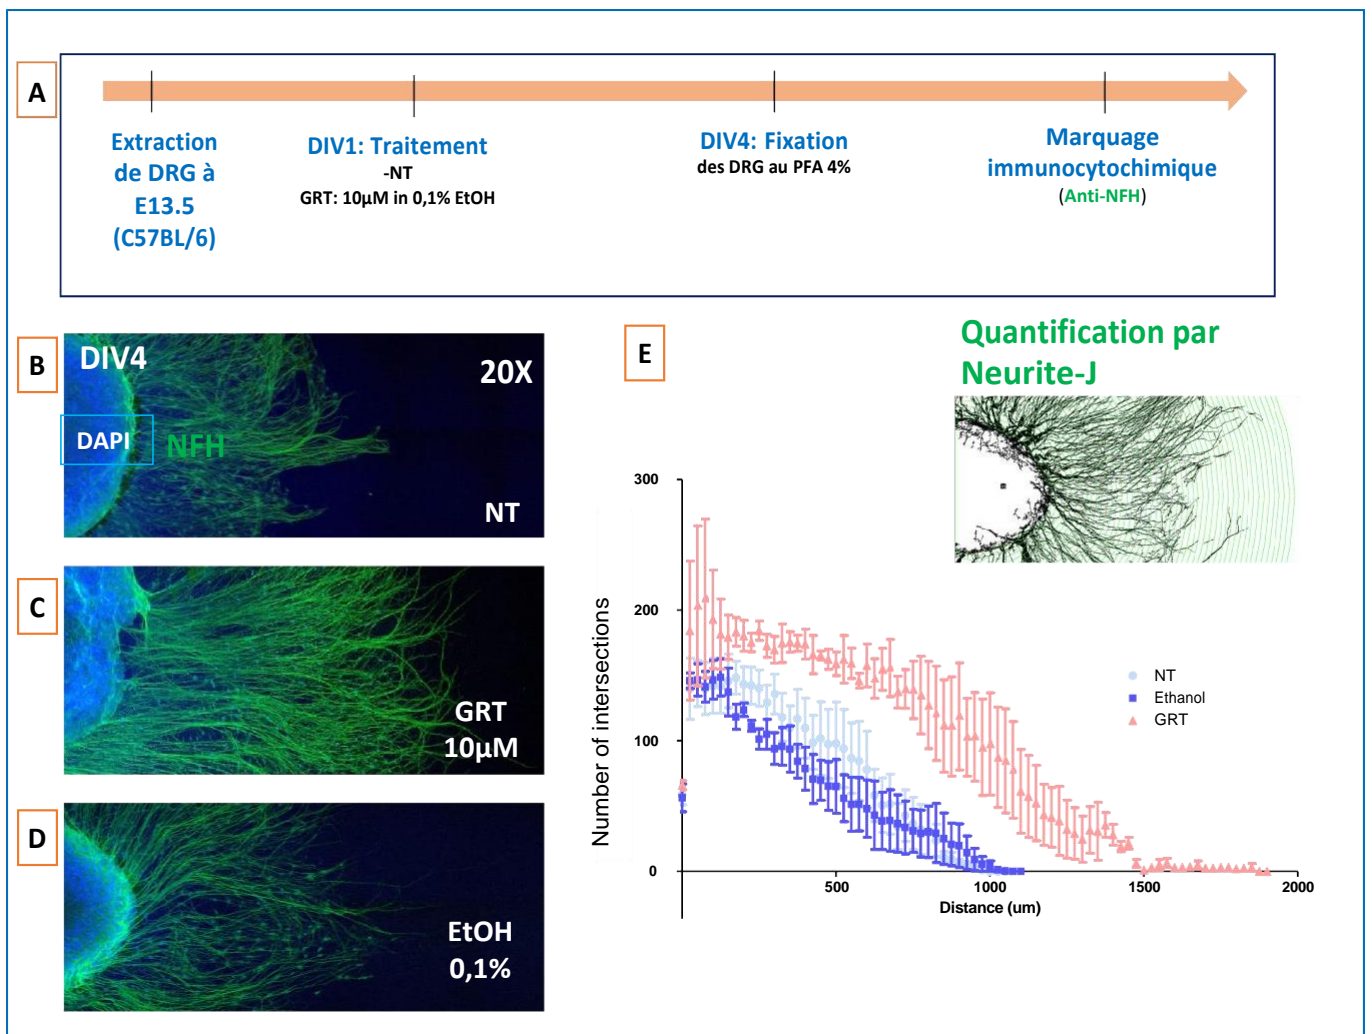 A
Extraction
de DRG à
E13.5
(C57BL/6)
DIV1: Traitement
-NT
GRT: 10µM in 0,1% EtOH
DIV4: Fixation
des DRG au PFA 4%
Marquage
immunocytochimique
(Anti-NFH)
B
DIV4
20X
DAPI
NFH
NT
C
GRT
10µM
D
EtOH
0,1%
E
Quantification par
Neurite-J
Number of intersections
300
200
100
0
500
1000
1500
2000
Distance (um)
NT
Ethanol
GRT